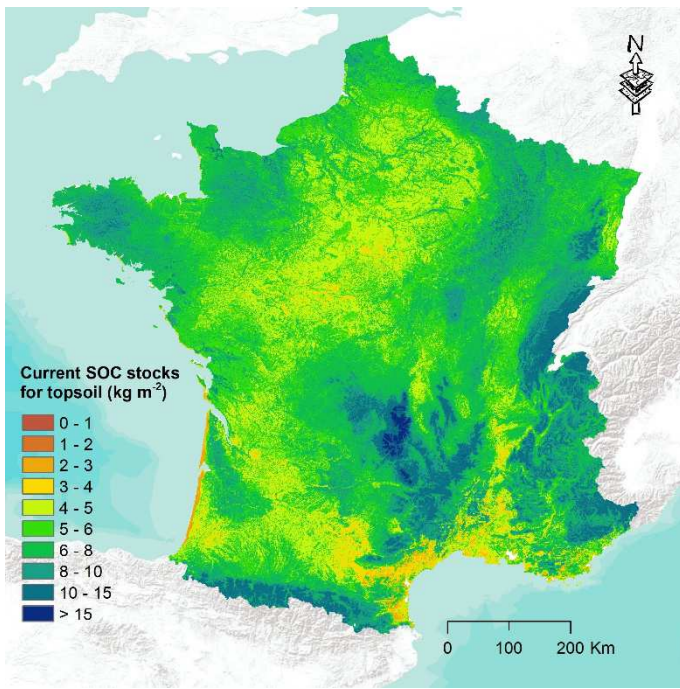 N
Current SOC stocks
for topsoil (kg m⁻²)
0 - 1
1 - 2
2 - 3
3 - 4
4 - 5
5 - 6
6 - 8
8 - 10
10 - 15
> 15
0 100 200 Km